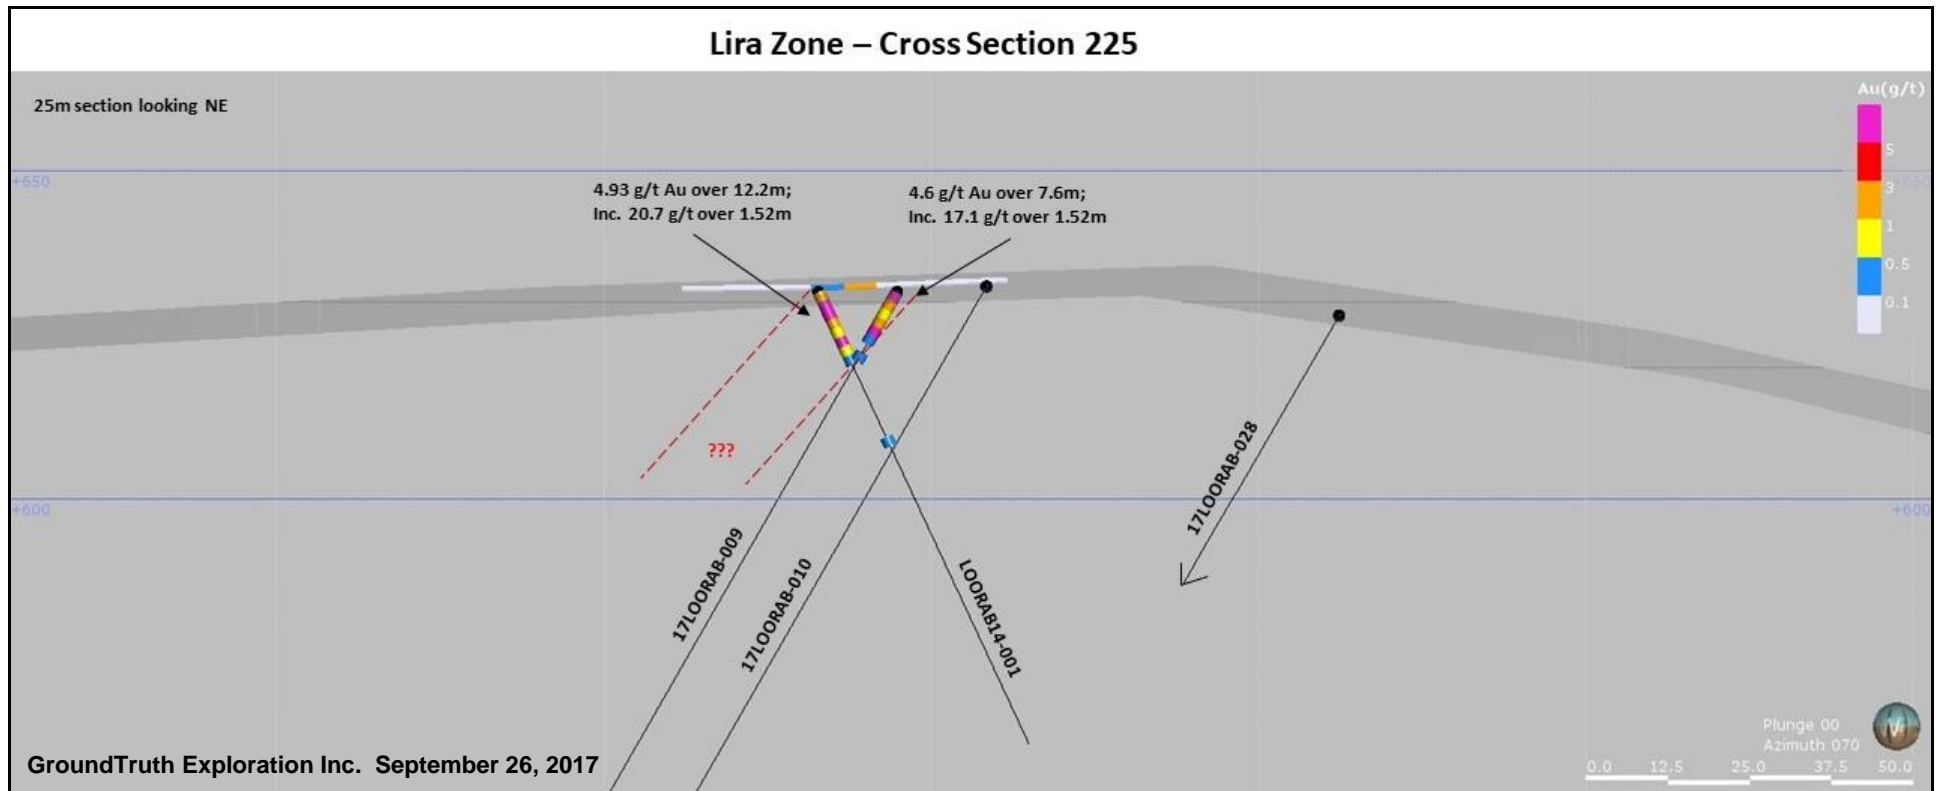 Lira Zone – Cross Section 225
25m section looking NE
Au(g/t)
5
3
1
0.5
0.1
+650
4.93 g/t Au over 12.2m;
Inc. 20.7 g/t over 1.52m
4.6 g/t Au over 7.6m;
Inc. 17.1 g/t over 1.52m
+650
???
+600
+600
17LOORAB-009
17LOORAB-010
LOORAB14-001
17LOORAB-028
Plunge 00
Azimuth 070
0.0 12.5 25.0 37.5 50.0
GroundTruth Exploration Inc. September 26, 2017